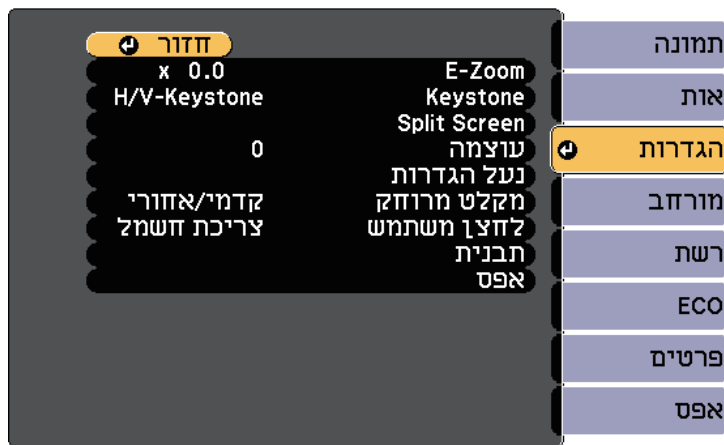 תמונה
אות
הגדרות
מורחב
רשת
ECO
פרטים
אפס
חזור
E-Zoom x 0.0
Keystone H/V-Keystone
Split Screen
עוצמה 0
נעל הגדרות
מקלט מרוחק קדמי/אחורי
לחצן משתמש צריכת חשמל
תבנית
אפס